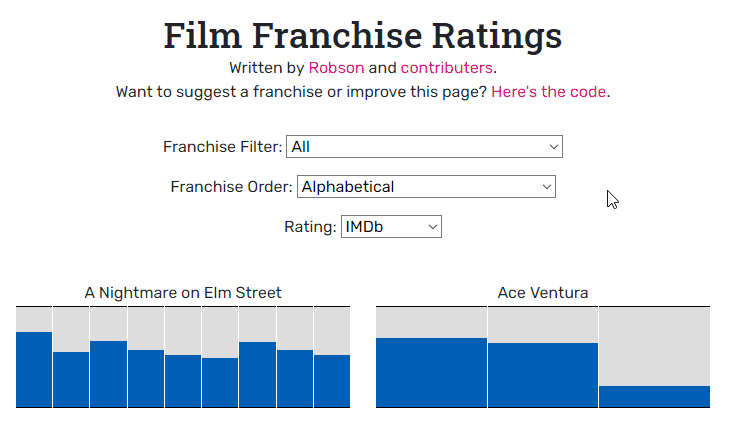 Film Franchise Ratings
Written by Robson and contributers.
Want to suggest a franchise or improve this page? Here's the code.
Franchise Filter: All
Franchise Order: Alphabetical
Rating: IMDb
A Nightmare on Elm Street
Ace Ventura